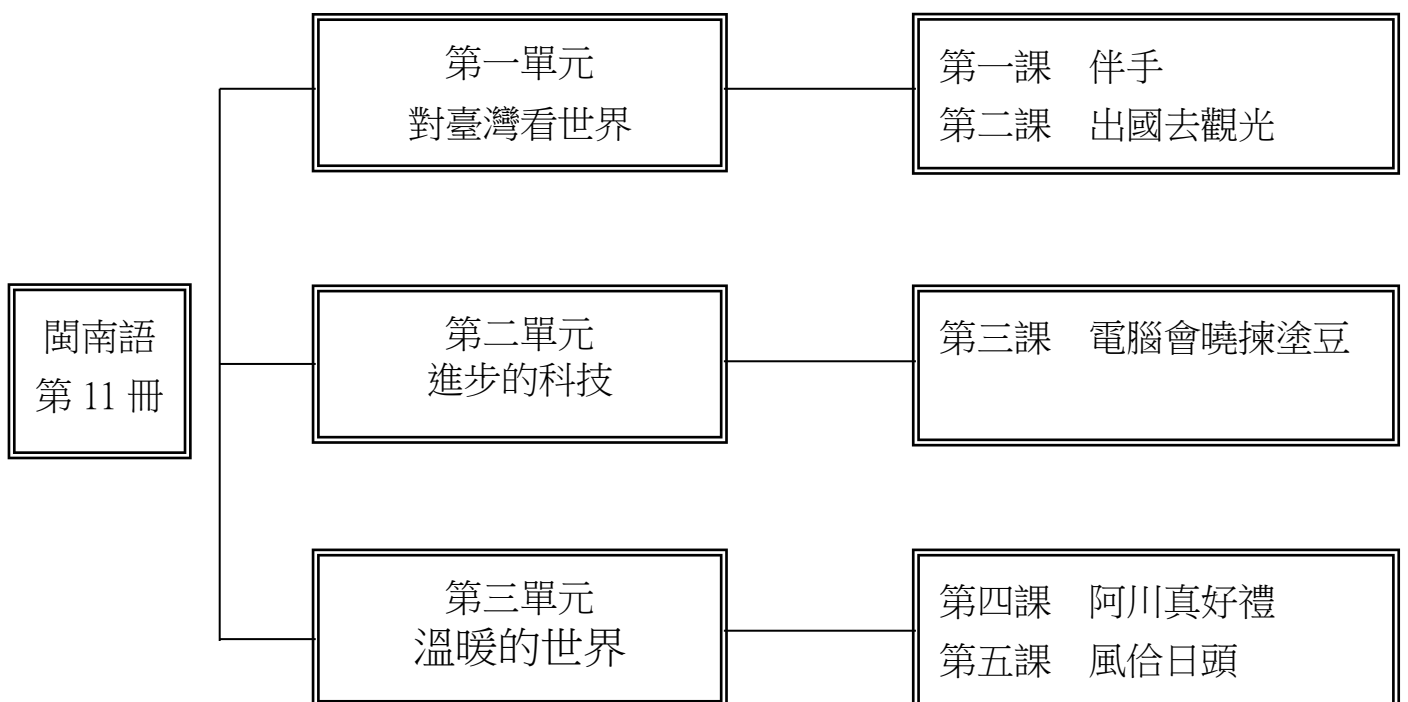 閩南語
第 11 冊
第一單元
對臺灣看世界
第一課　伴手
第二課　出國去觀光
第二單元
進步的科技
第三課　電腦會曉揀塗豆
第三單元
溫暖的世界
第四課　阿川真好禮
第五課　風佮日頭